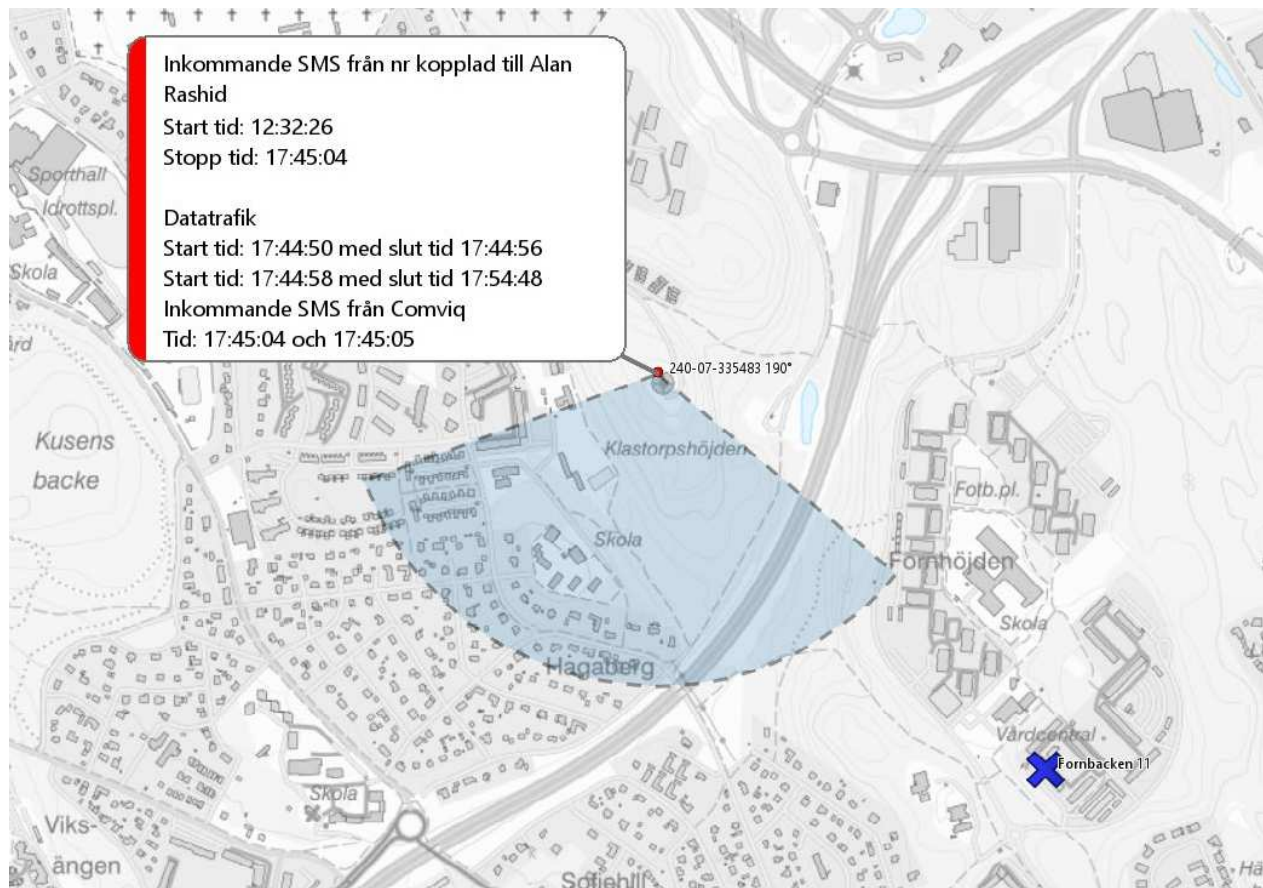 Inkommande SMS från nr kopplad till Alan
Rashid
Start tid: 12:32:26
Stopp tid: 17:45:04
Datatrafik
Start tid: 17:44:50 med slut tid 17:44:56
Start tid: 17:44:58 med slut tid 17:54:48
Inkommande SMS från Comviq
Tid: 17:45:04 och 17:45:05
Sporthall
Idrottspl.
Skola
240-07-335483 190°
Kusens
backe
Klastorpshöjden
Fotb.pl.
Skola
Fornhöjden
Skola
Hagaberg
Vårdcentral
Fornbacken 11
Skola
Viks-
ängen